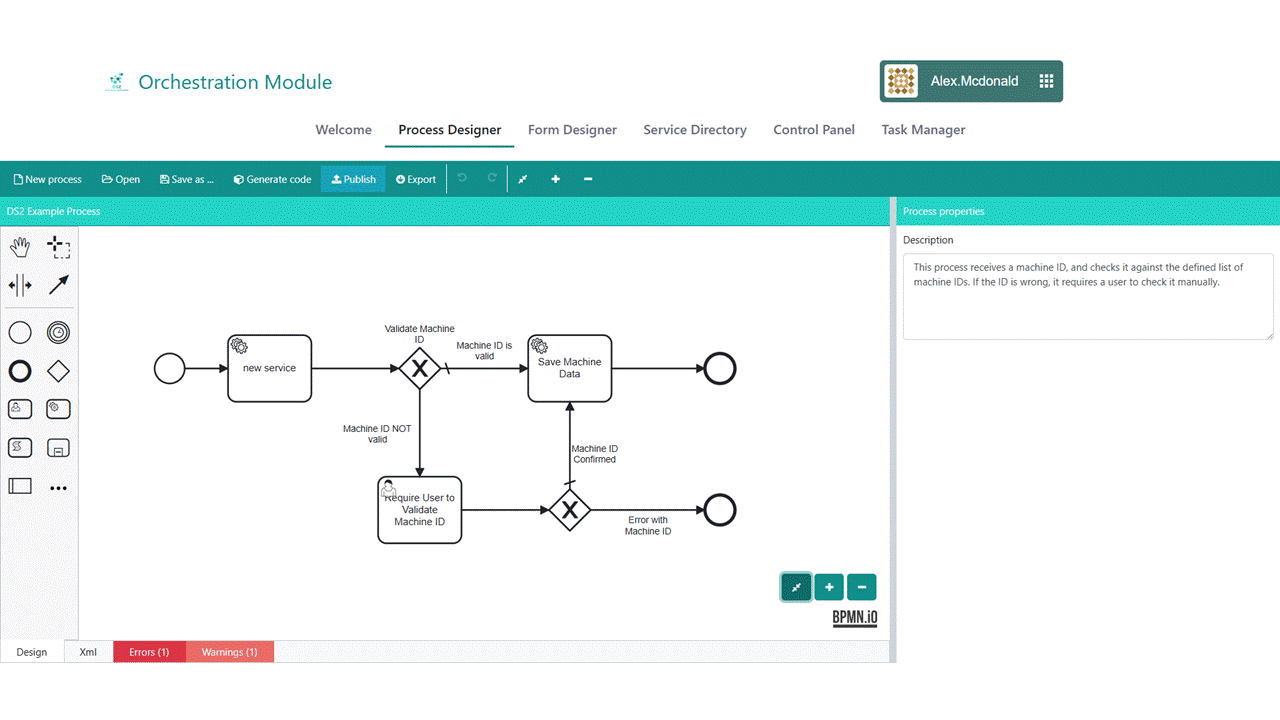 DS2
Orchestration Module
Alex.Mcdonald
Welcome
Process Designer
Form Designer
Service Directory
Control Panel
Task Manager
New process
Open
Save as ...
Generate code
Publish
Export
DS2 Example Process
Process properties
Description
This process receives a machine ID, and checks it against the defined list of
machine IDs. If the ID is wrong, it requires a user to check it manually.
Validate Machine
ID
Machine ID is
valid
new service
Save Machine
Data
Machine ID NOT
valid
Machine ID
Confirmed
Require User to
Validate
Machine ID
Error with
Machine ID
BPMN.iO
Design
Xml
Errors (1)
Warnings (1)